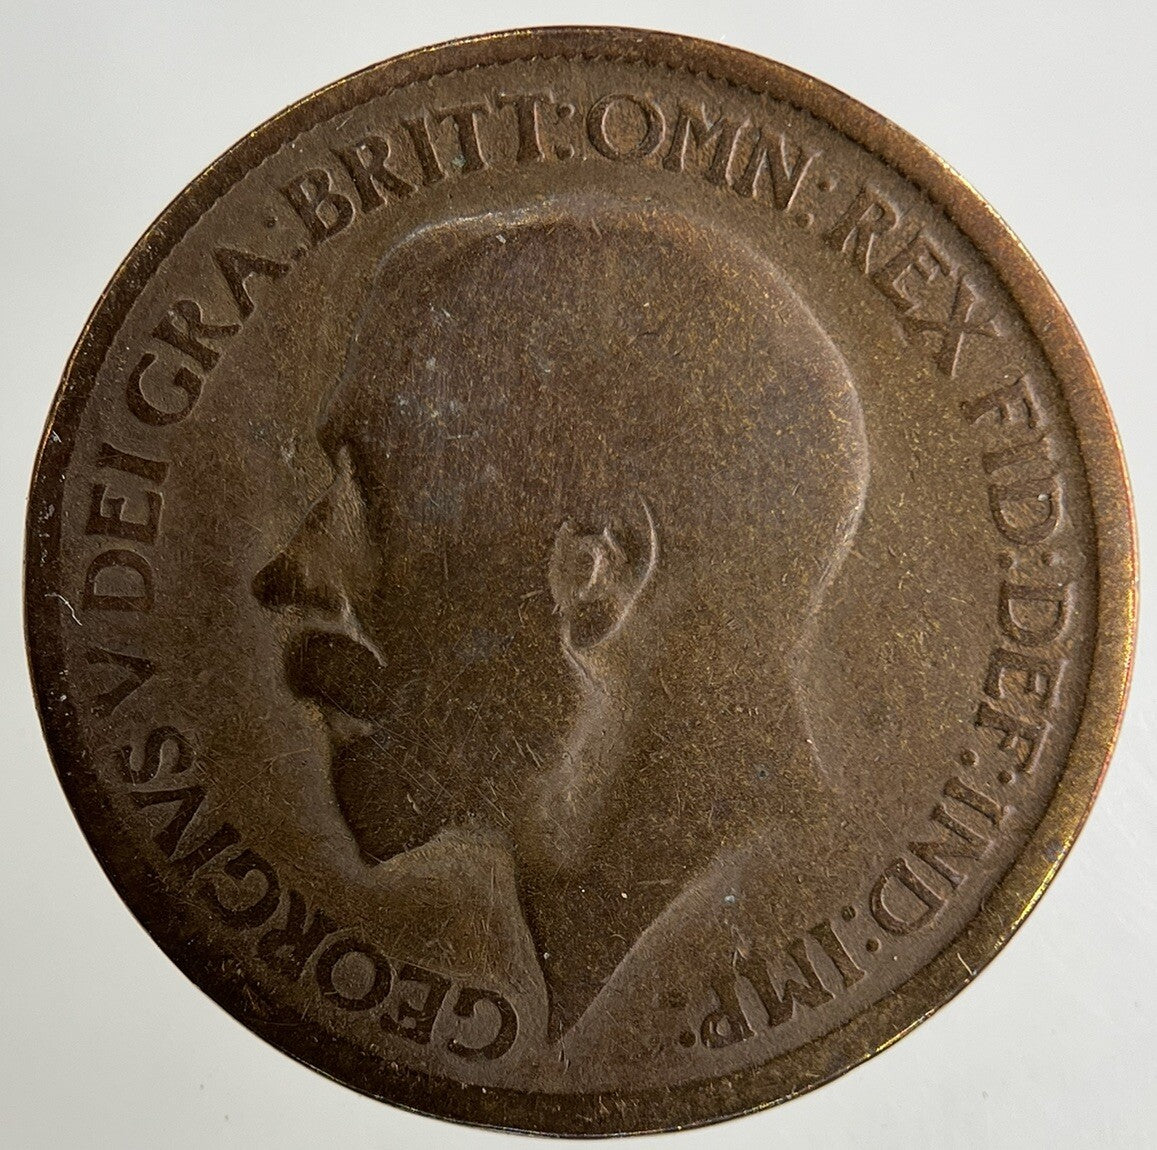 GEORGIVS V DEI GRA: BRITT: OMN: REX FID: DEF: IND: IMP: